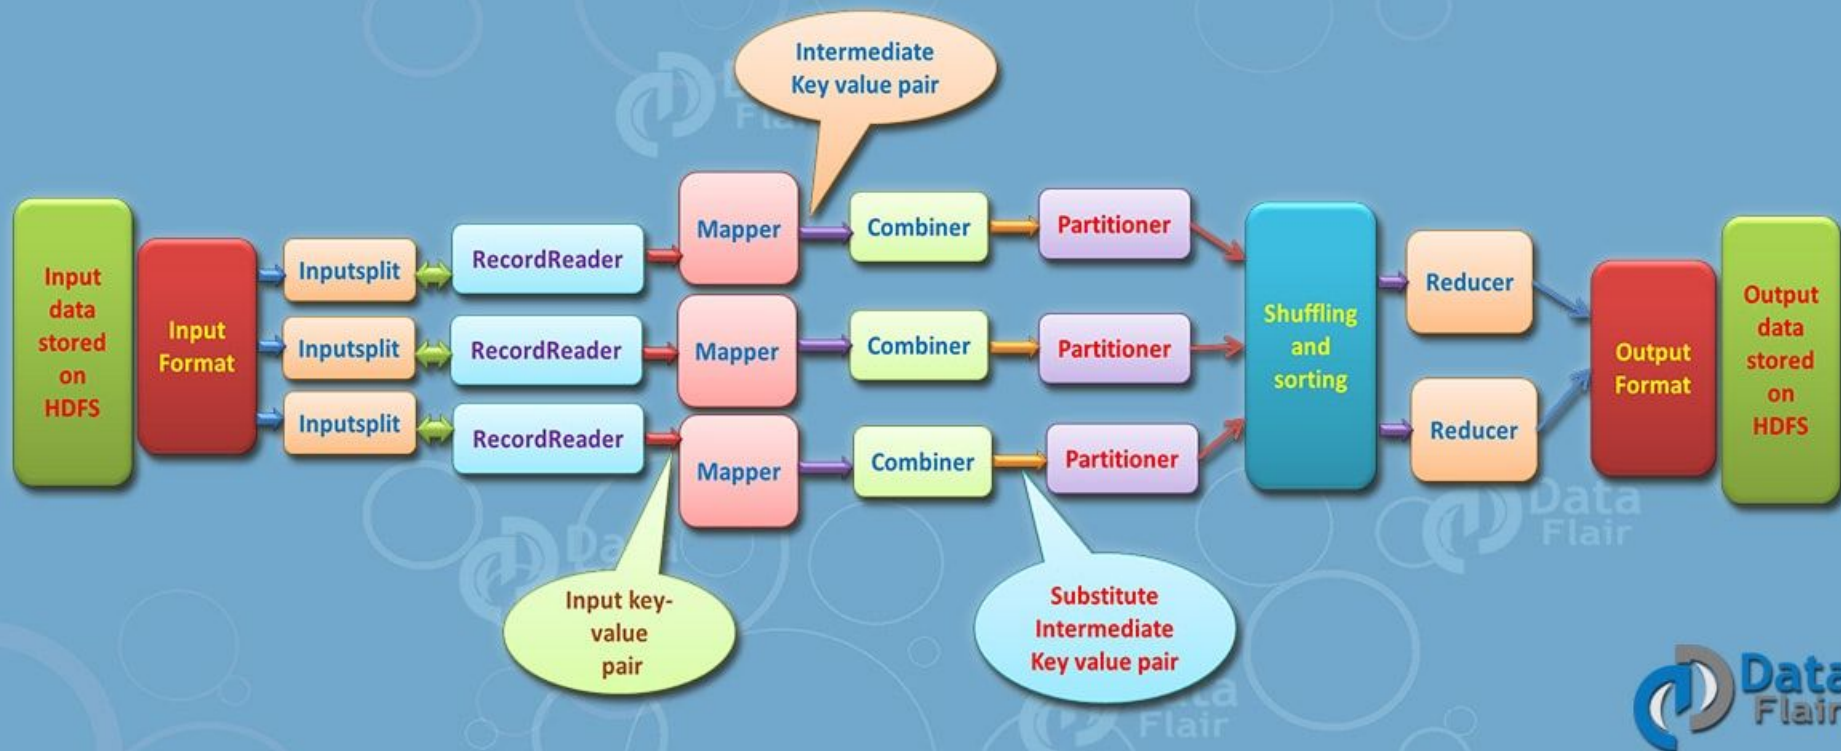 Intermediate
Key value pair
Input
data
stored
on
HDFS
Input
Format
Inputsplit
Inputsplit
Inputsplit
RecordReader
RecordReader
RecordReader
Mapper
Mapper
Mapper
Combiner
Combiner
Combiner
Partitioner
Partitioner
Partitioner
Shuffling
and
sorting
Reducer
Reducer
Output
Format
Output
data
stored
on
HDFS
Input key-
value
pair
Substitute
Intermediate
Key value pair
Data
Flair
Data
Flair